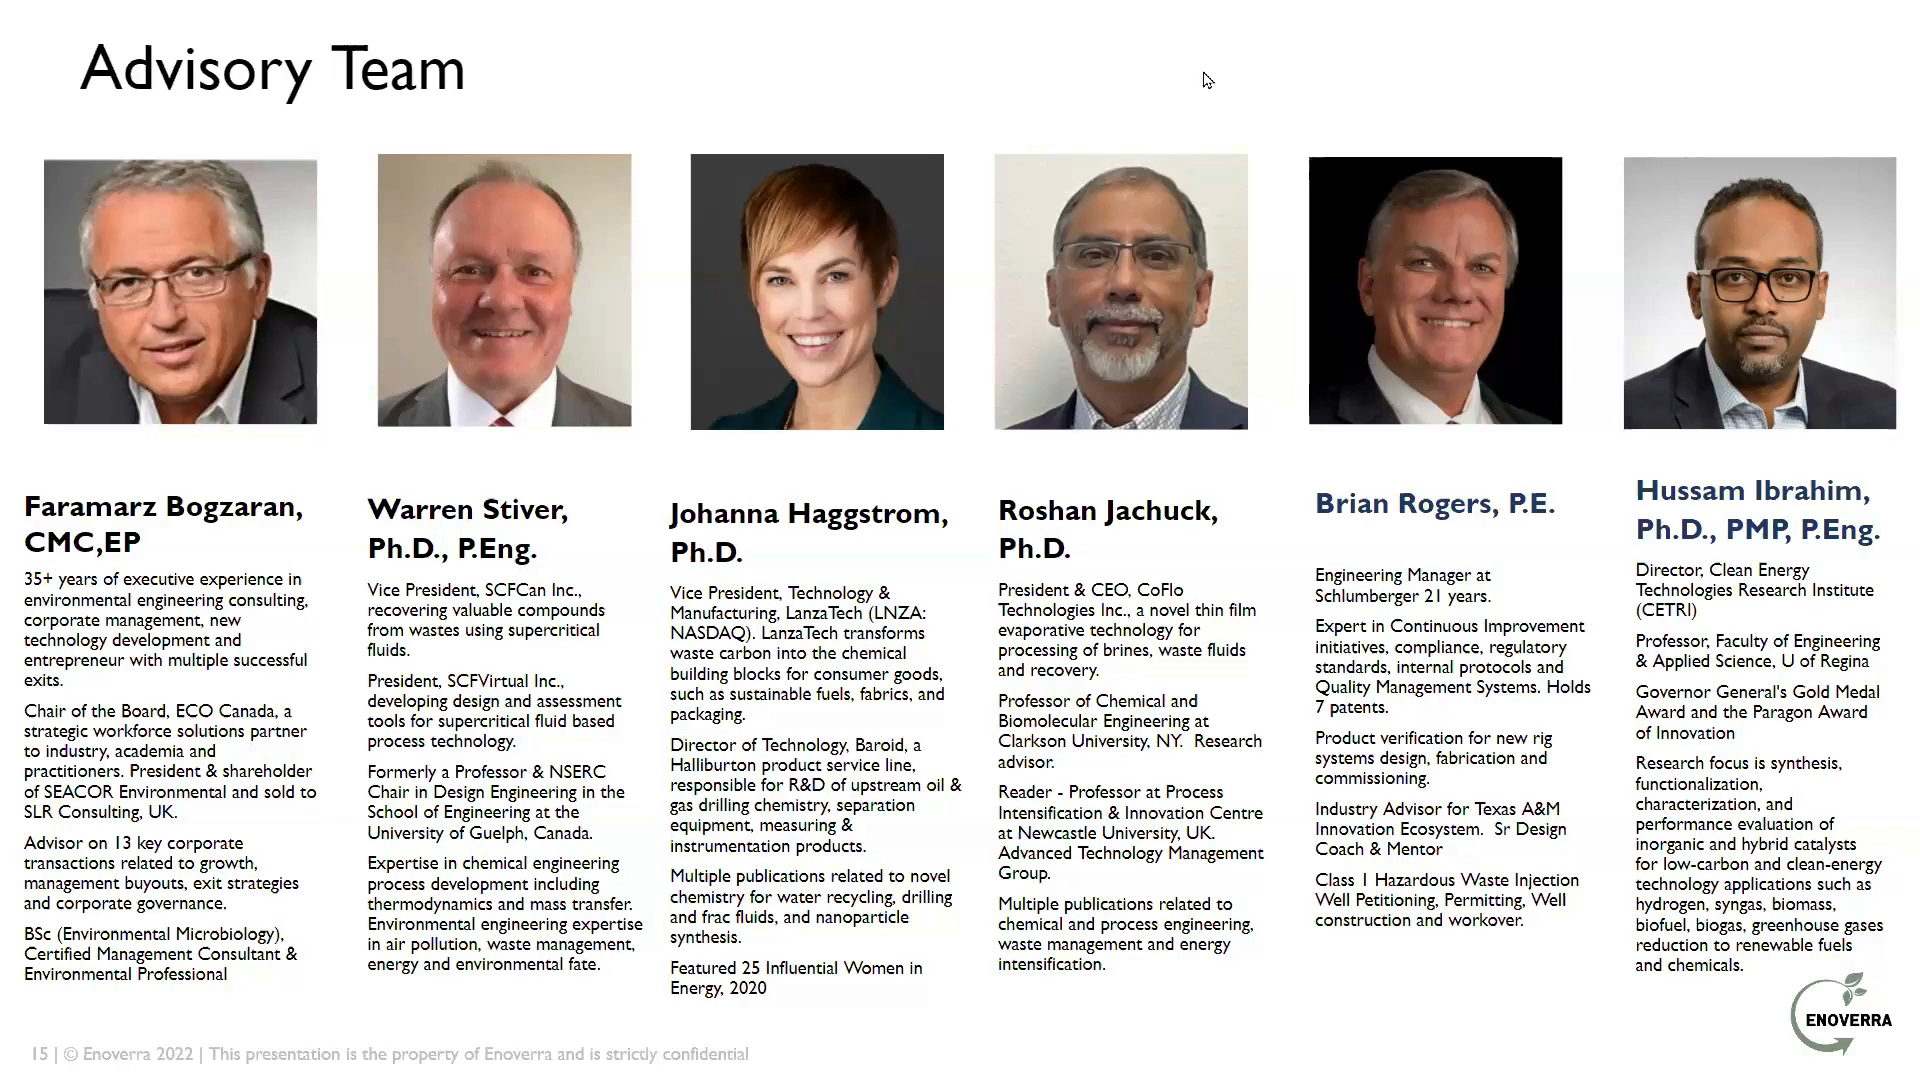 Advisory Team
Faramarz Bogzaran,
CMC,EP
35+ years of executive experience in
environmental engineering consulting,
corporate management, new
technology development and
entrepreneur with multiple successful
exits.
Chair of the Board, ECO Canada, a
strategic workforce solutions partner
to industry, academia and
practitioners. President & shareholder
of SEACOR Environmental and sold to
SLR Consulting, UK.
Advisor on 13 key corporate
transactions related to growth,
management buyouts, exit strategies
and corporate governance.
BSc (Environmental Microbiology),
Certified Management Consultant &
Environmental Professional
Warren Stiver,
Ph.D., P.Eng.
Vice President, SCFCan Inc.,
recovering valuable compounds
from wastes using supercritical
fluids.
President, SCFVirtual Inc.,
developing design and assessment
tools for supercritical fluid based
process technology.
Formerly a Professor & NSERC
Chair in Design Engineering in the
School of Engineering at the
University of Guelph, Canada.
Expertise in chemical engineering
process development including
thermodynamics and mass transfer.
Environmental engineering expertise
in air pollution, waste management,
energy and environmental fate.
Johanna Haggstrom,
Ph.D.
Vice President, Technology &
Manufacturing, LanzaTech (LNZA:
NASDAQ). LanzaTech transforms
waste carbon into the chemical
building blocks for consumer goods,
such as sustainable fuels, fabrics, and
packaging.
Director of Technology, Baroid, a
Halliburton product service line,
responsible for R&D of upstream oil &
gas drilling chemistry, separation
equipment, measuring &
instrumentation products.
Multiple publications related to novel
chemistry for water recycling, drilling
and frac fluids, and nanoparticle
synthesis.
Featured 25 Influential Women in
Energy, 2020
Roshan Jachuck,
Ph.D.
President & CEO, CoFlo
Technologies Inc., a novel thin film
evaporative technology for
processing of brines, waste fluids
and recovery.
Professor of Chemical and
Biomolecular Engineering at
Clarkson University, NY. Research
advisor.
Reader - Professor at Process
Intensification & Innovation Centre
at Newcastle University, UK.
Advanced Technology Management
Group.
Multiple publications related to
chemical and process engineering,
waste management and energy
intensification.
Brian Rogers, P.E.
Engineering Manager at
Schlumberger 21 years.
Expert in Continuous Improvement
initiatives, compliance, regulatory
standards, internal protocols and
Quality Management Systems. Holds
7 patents.
Product verification for new rig
systems design, fabrication and
commissioning.
Industry Advisor for Texas A&M
Innovation Ecosystem. Sr Design
Coach & Mentor
Class 1 Hazardous Waste Injection
Well Petitioning, Permitting, Well
construction and workover.
Hussam Ibrahim,
Ph.D., PMP, P.Eng.
Director, Clean Energy
Technologies Research Institute
(CETRI)
Professor, Faculty of Engineering
& Applied Science, U of Regina
Governor General's Gold Medal
Award and the Paragon Award
of Innovation
Research focus is synthesis,
functionalization,
characterization, and
performance evaluation of
inorganic and hybrid catalysts
for low-carbon and clean-energy
technology applications such as
hydrogen, syngas, biomass,
biofuel, biogas, greenhouse gases
reduction to renewable fuels
and chemicals.
ENOVERRA
15 | © Enoverra 2022 | This presentation is the property of Enoverra and is strictly confidential